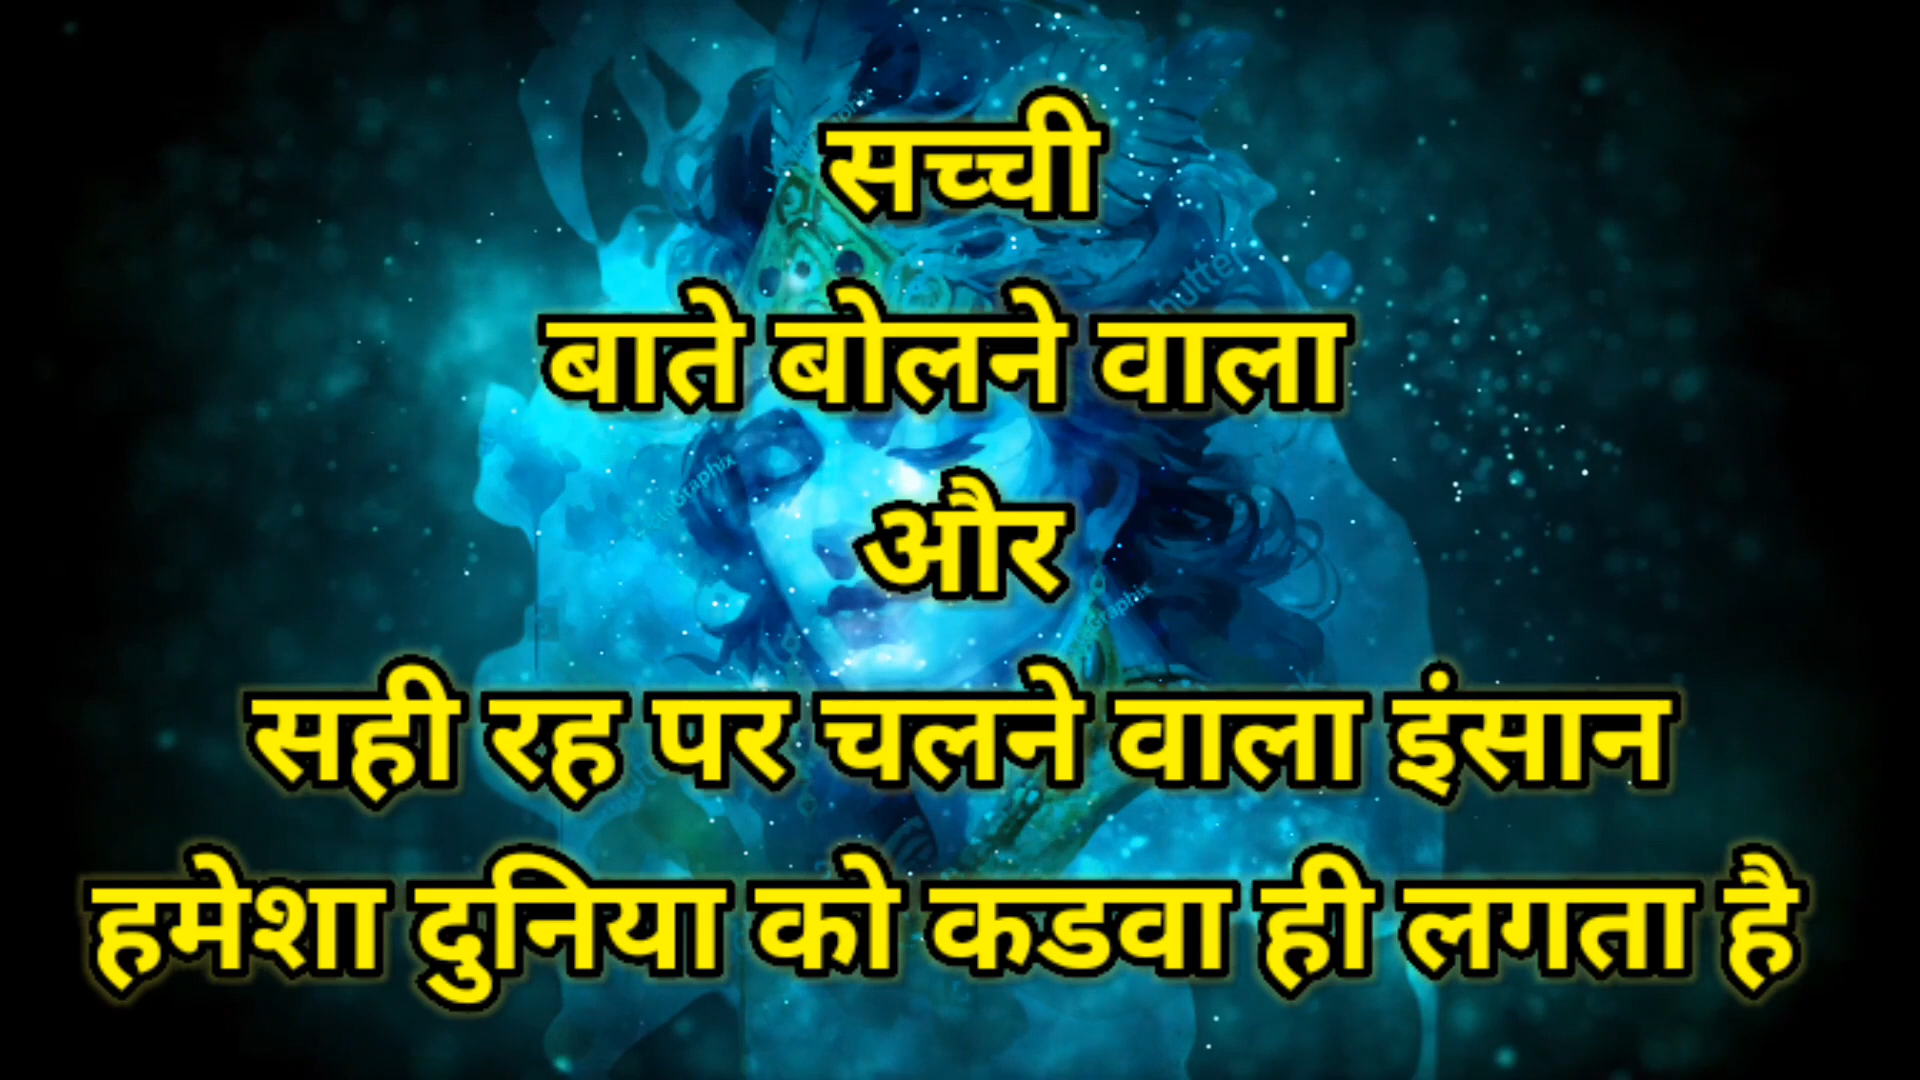 सच्ची
बाते बोलने वाला
और
सही रह पर चलने वाला इंसान
हमेशा दुनिया को कडवा ही लगता है